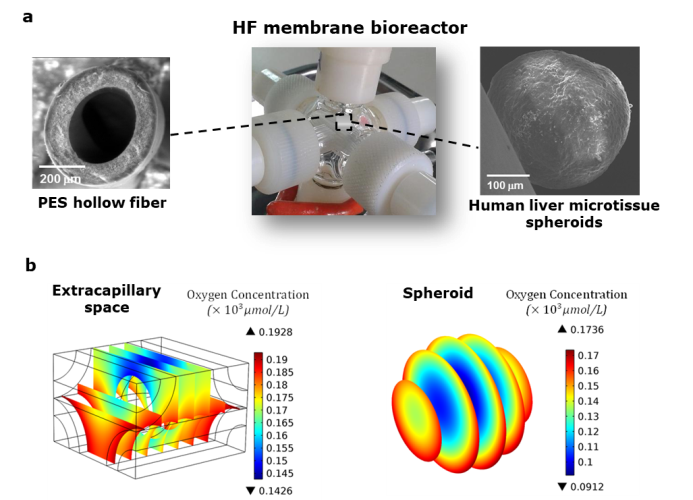 a
HF membrane bioreactor
200 µm
PES hollow fiber
100 µm
Human liver microtissue
spheroids
b
Extracapillary
space
Oxygen Concentration
(× 10³µmol/L)
▲ 0.1928
0.19
0.185
0.18
0.175
0.17
0.165
0.16
0.155
0.15
0.145
▼ 0.1426
Spheroid
Oxygen Concentration
(× 10³µmol/L)
▲ 0.1736
0.17
0.16
0.15
0.14
0.13
0.12
0.11
0.1
▼ 0.0912